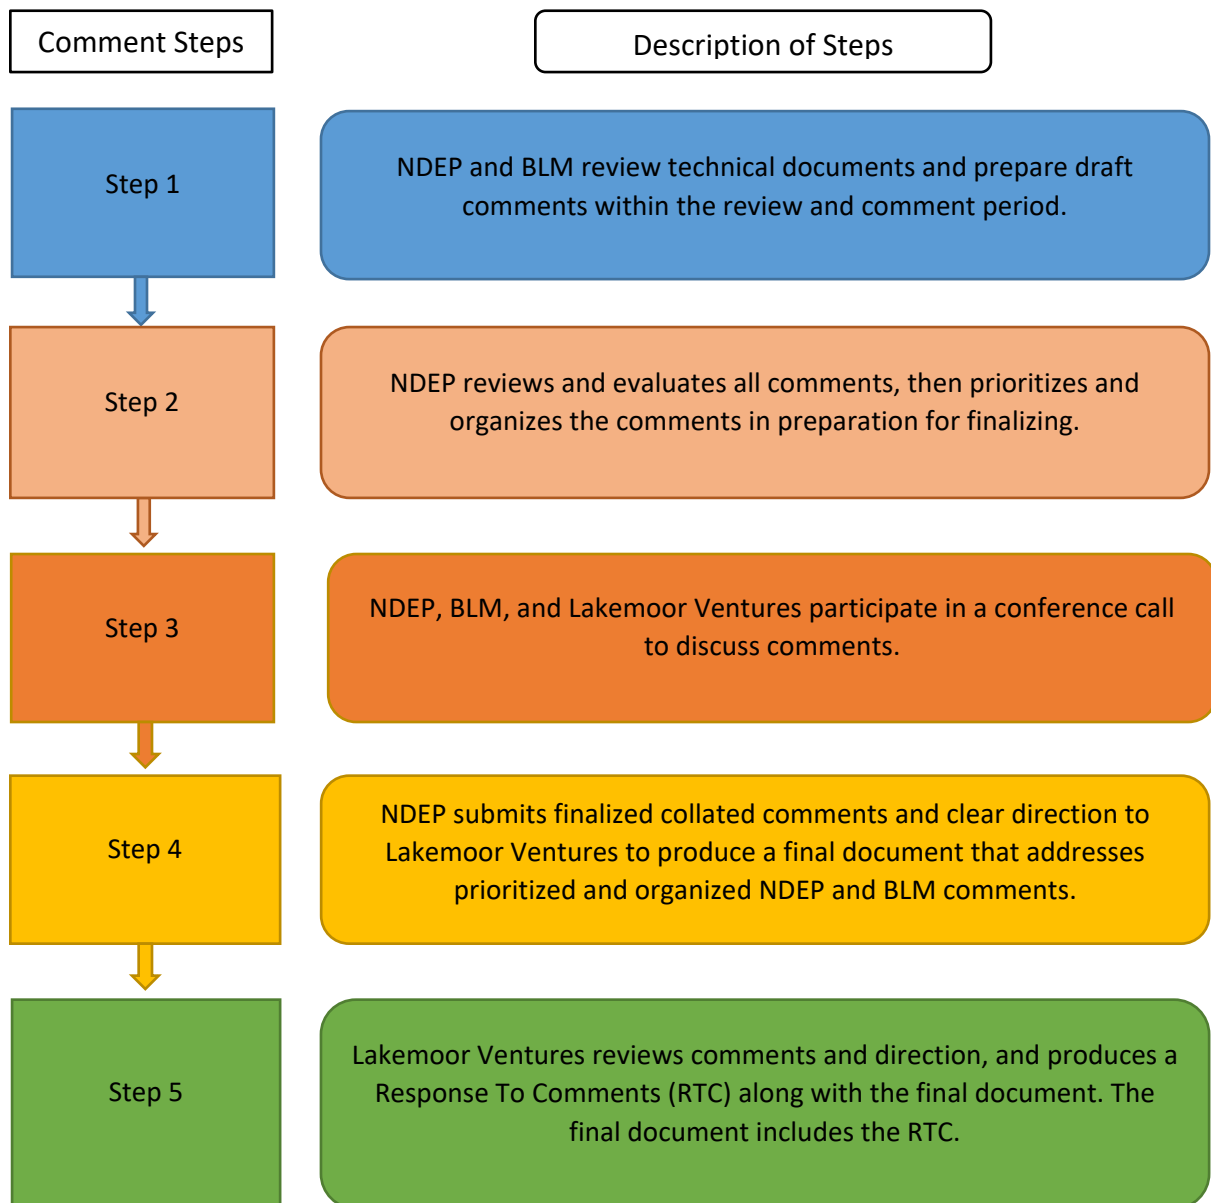 Comment Steps
Description of Steps
Step 1
NDEP and BLM review technical documents and prepare draft
comments within the review and comment period.
Step 2
NDEP reviews and evaluates all comments, then prioritizes and
organizes the comments in preparation for finalizing.
Step 3
NDEP, BLM, and Lakemoor Ventures participate in a conference call
to discuss comments.
Step 4
NDEP submits finalized collated comments and clear direction to
Lakemoor Ventures to produce a final document that addresses
prioritized and organized NDEP and BLM comments.
Step 5
Lakemoor Ventures reviews comments and direction, and produces a
Response To Comments (RTC) along with the final document. The
final document includes the RTC.